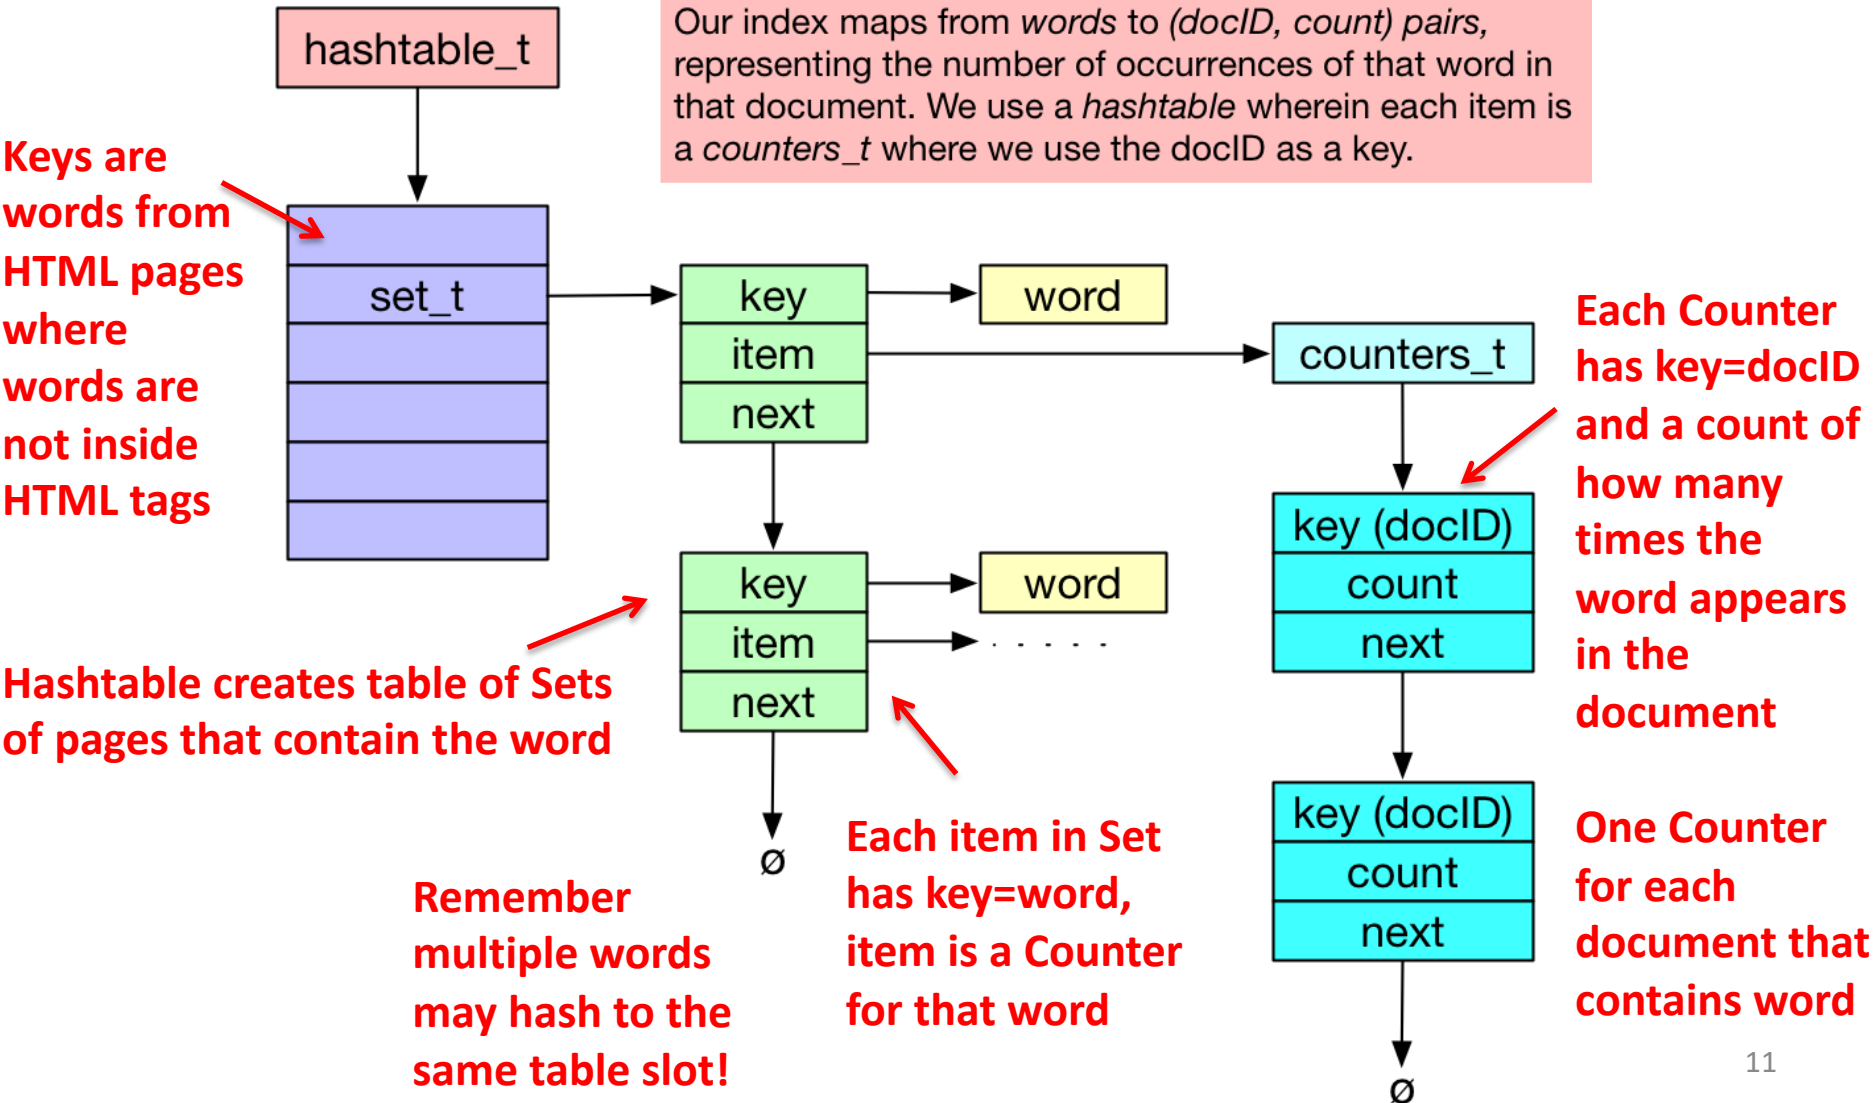 hashtable_t
Our index maps from words to (docID, count) pairs,
representing the number of occurrences of that word in
that document. We use a hashtable wherein each item is
a counters_t where we use the docID as a key.
Keys are
words from
HTML pages
where
words are
not inside
HTML tags
set_t
key
item
next
word
counters_t
Each Counter
has key=docID
and a count of
how many
times the
word appears
in the
document
key (docID)
count
next
key
item
next
word
. . . . .
Hashtable creates table of Sets
of pages that contain the word
ø
Remember
multiple words
may hash to the
same table slot!
Each item in Set
has key=word,
item is a Counter
for that word
key (docID)
count
next
One Counter
for each
document that
contains word
ø
11